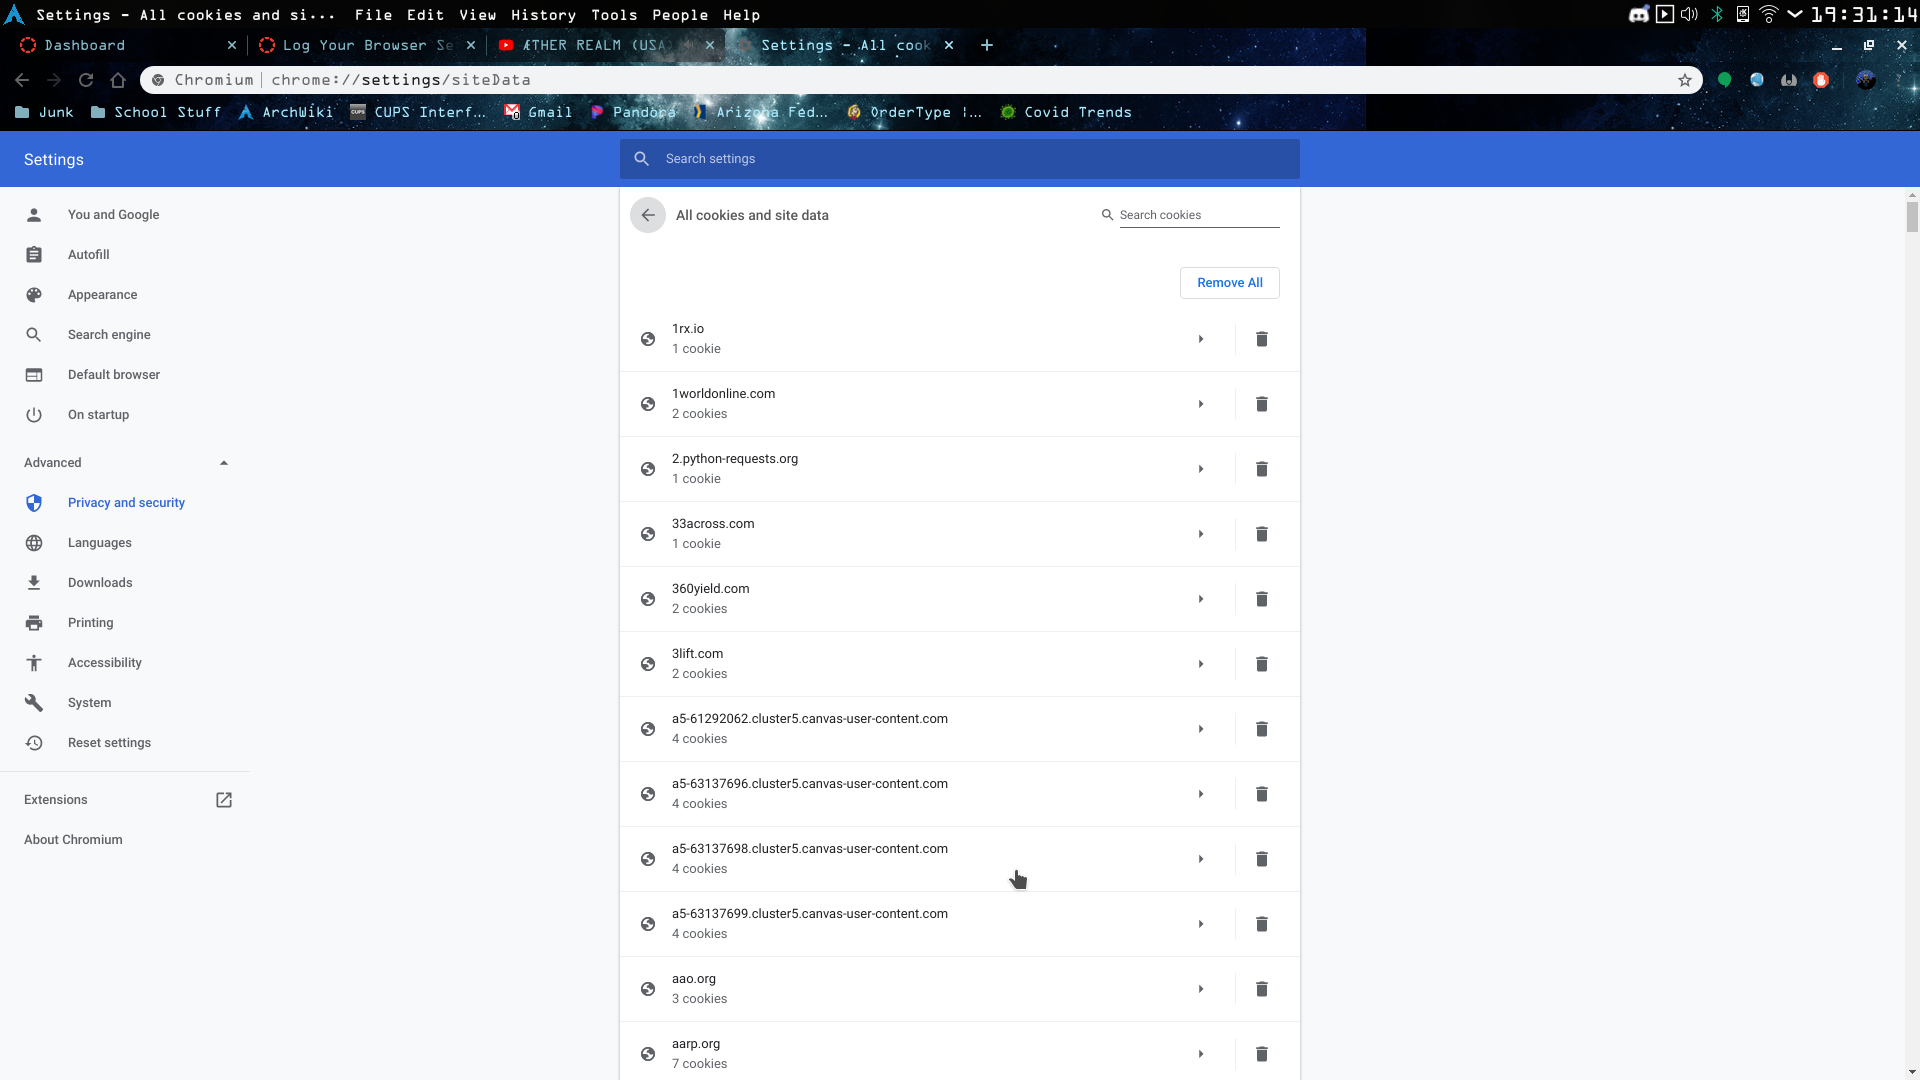 Settings - All cookies and si... File Edit View History Tools People Help 19:31:14
Dashboard Log Your Browser Se ÆTHER REALM (USA) Settings - All cook
Chromium | chrome://settings/siteData
Junk School Stuff ArchWiki CUPS Interf... Gmail Pandora Arizona Fed... OrderType |... Covid Trends
Settings
Search settings
You and Google
Autofill
Appearance
Search engine
Default browser
On startup
Advanced
Privacy and security
Languages
Downloads
Printing
Accessibility
System
Reset settings
Extensions
About Chromium
All cookies and site data
Search cookies
Remove All
1rx.io
1 cookie
1worldonline.com
2 cookies
2.python-requests.org
1 cookie
33across.com
1 cookie
360yield.com
2 cookies
3lift.com
2 cookies
a5-61292062.cluster5.canvas-user-content.com
4 cookies
a5-63137696.cluster5.canvas-user-content.com
4 cookies
a5-63137698.cluster5.canvas-user-content.com
4 cookies
a5-63137699.cluster5.canvas-user-content.com
4 cookies
aao.org
3 cookies
aarp.org
7 cookies